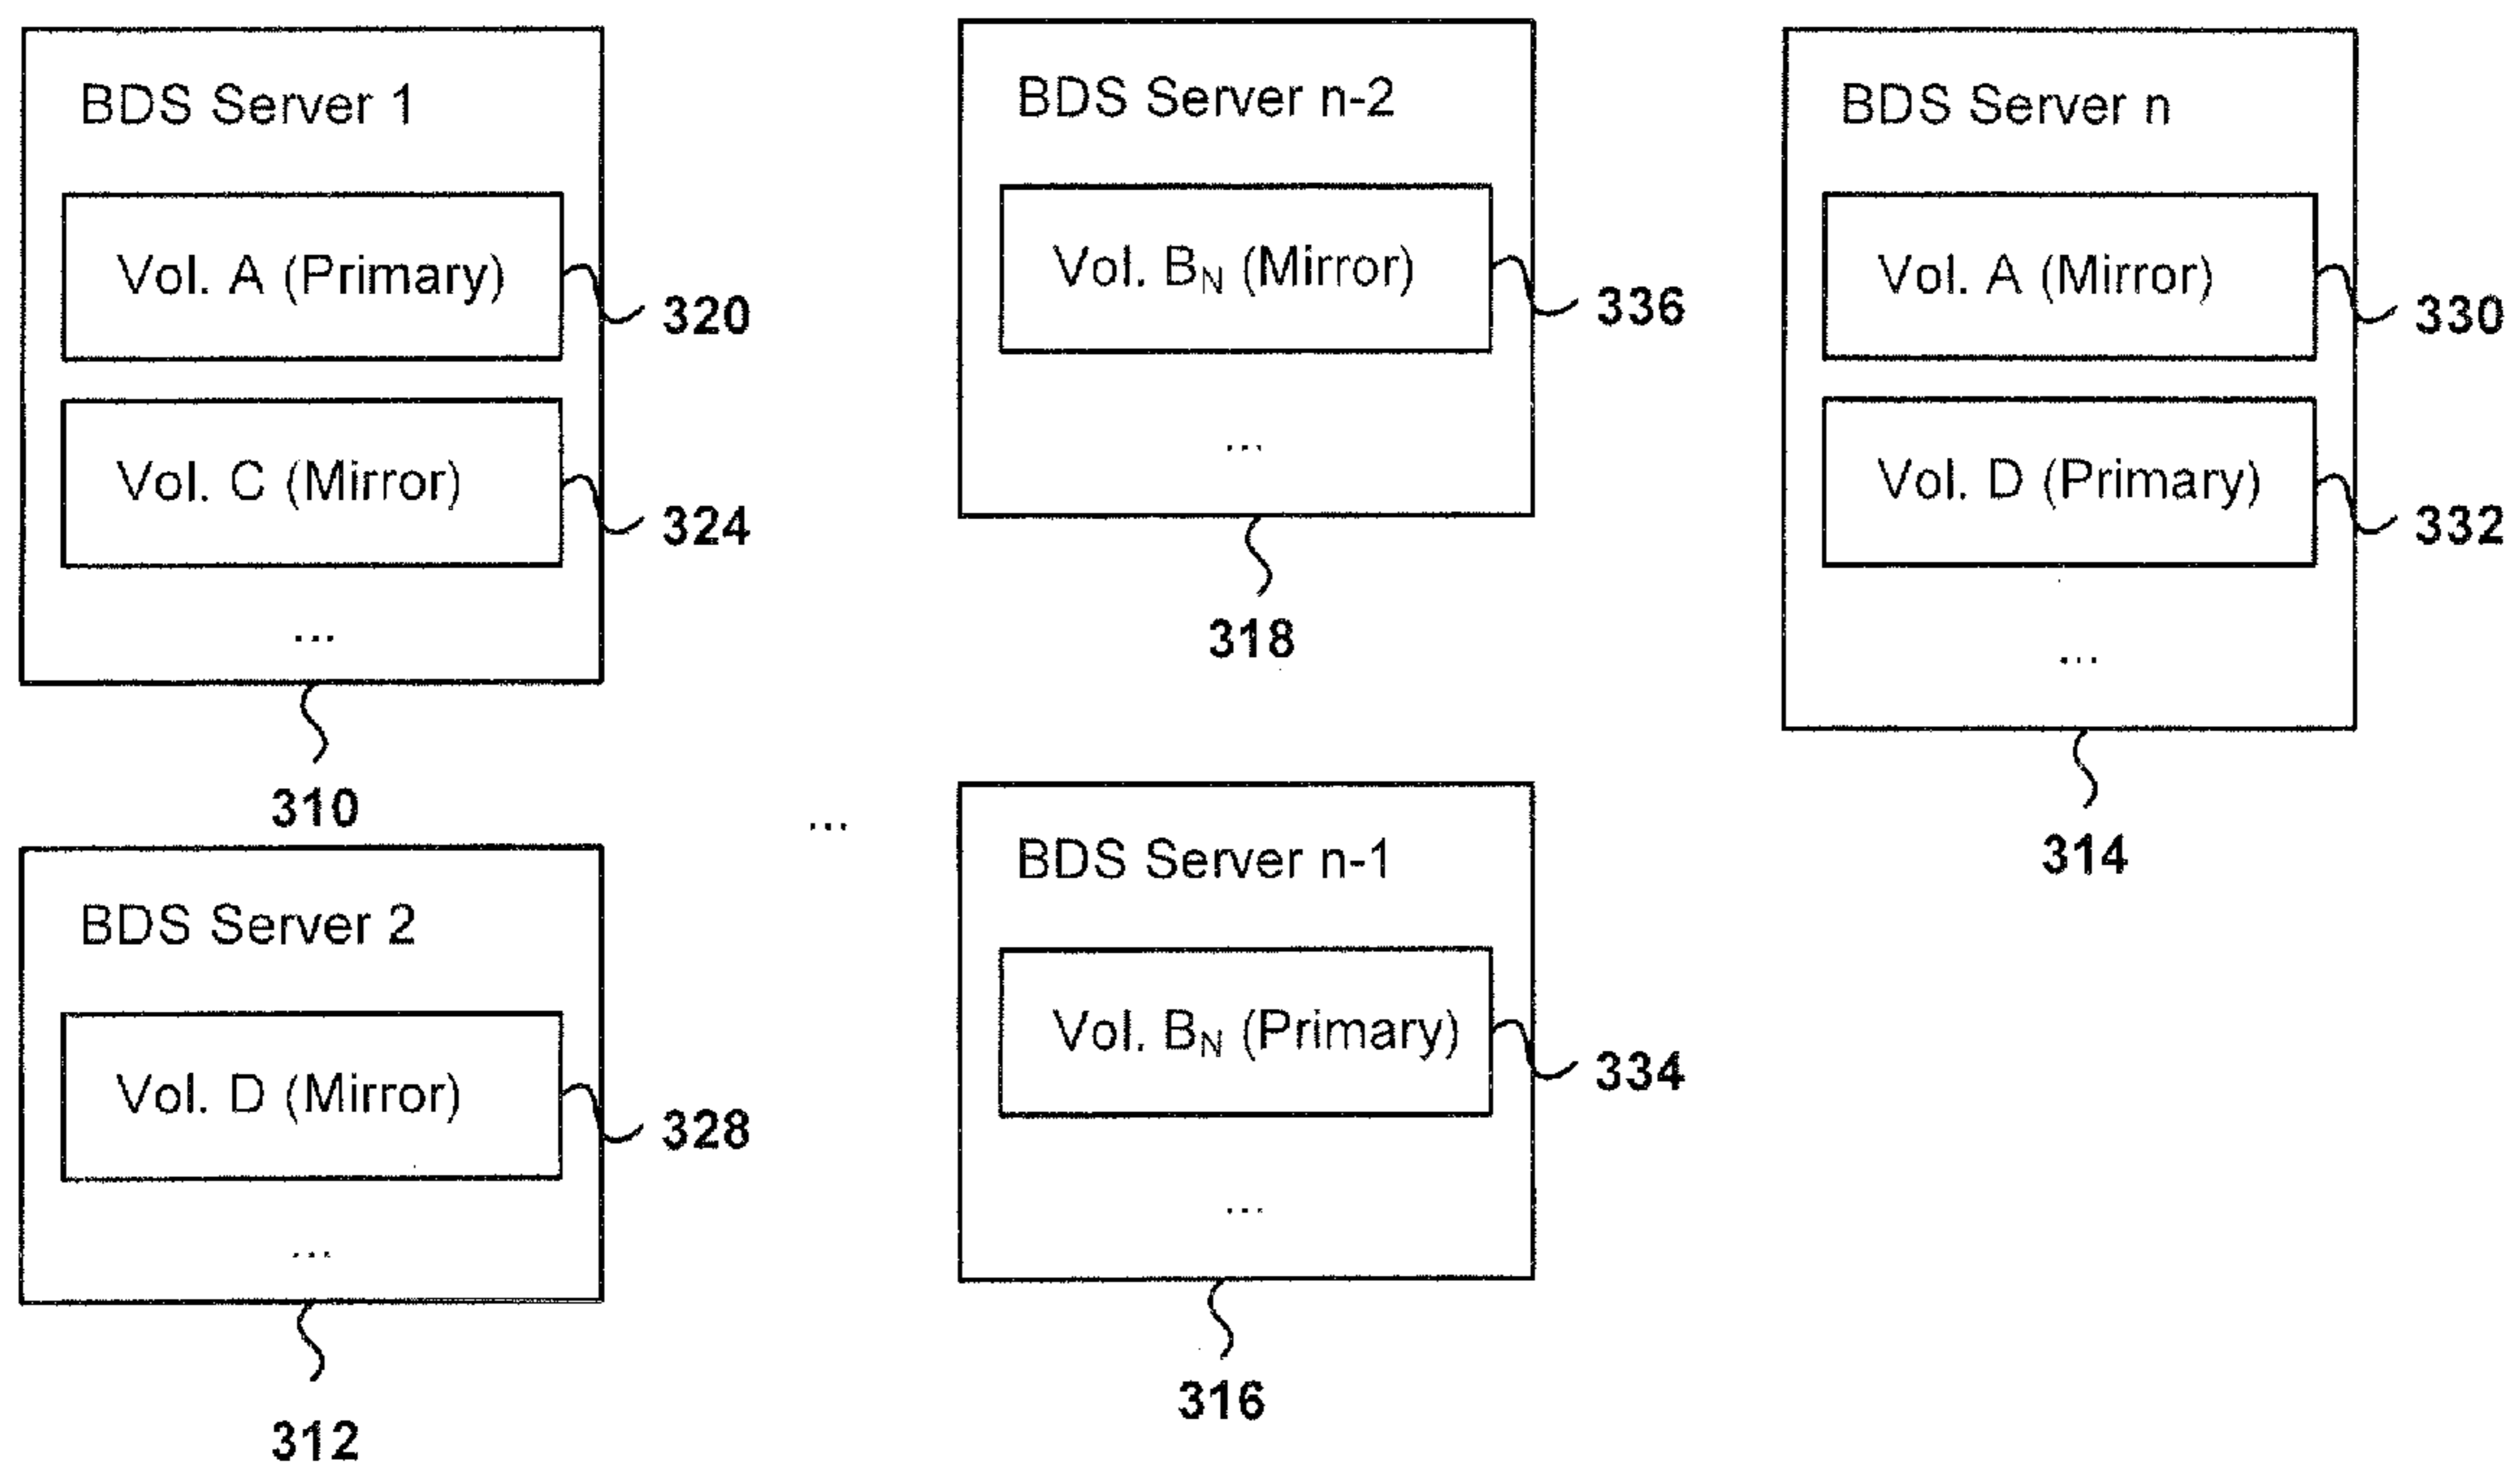 BDS Server 1
Vol. A (Primary)
320
Vol. C (Mirror)
324
...
310
BDS Server 2
Vol. D (Mirror)
328
...
312
...
BDS Server n-2
Vol. BN (Mirror)
336
...
318
BDS Server n-1
Vol. BN (Primary)
334
...
316
BDS Server n
Vol. A (Mirror)
330
Vol. D (Primary)
332
...
314